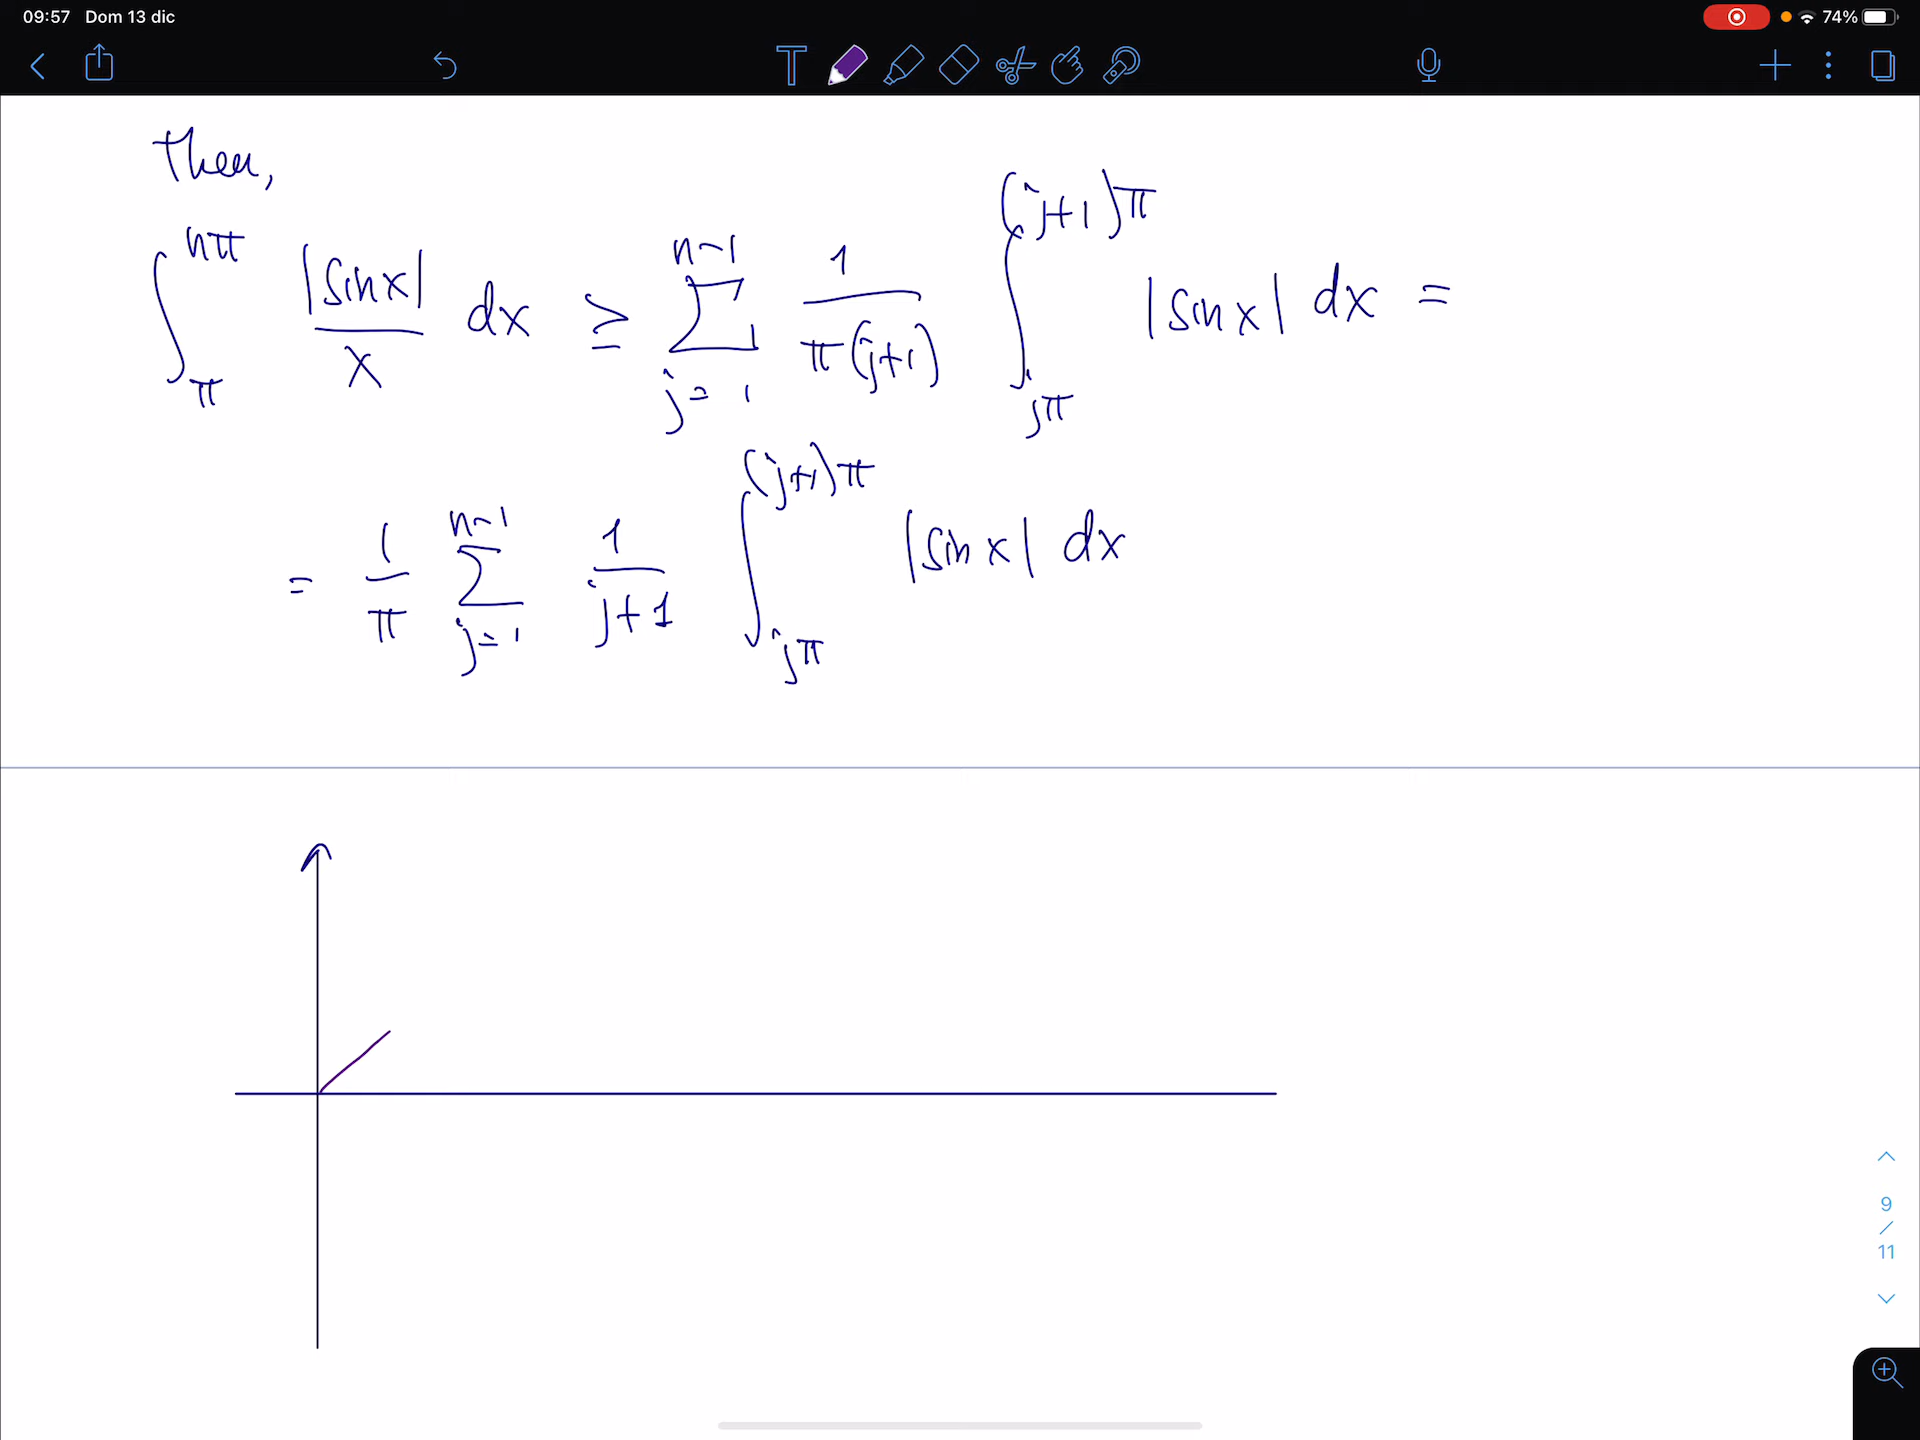 09:57 Dom 13 dic 74%
then,
∫_π^{nπ} |sin x|/x dx ≥ ∑_{j=1}^{n-1} 1/(π(j+1)) ∫_{jπ}^{(j+1)π} |sin x| dx =
= 1/π ∑_{j=1}^{n-1} 1/(j+1) ∫_{jπ}^{(j+1)π} |sin x| dx
9
/
11